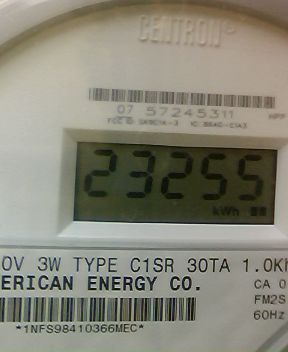 CENTRON
07 57245311
23255
kWh
0V 3W TYPE C1SR 30TA 1.0Kh
ERICAN ENERGY CO.
CA 0
FM2S
60Hz
*1NFS98410366MEC*